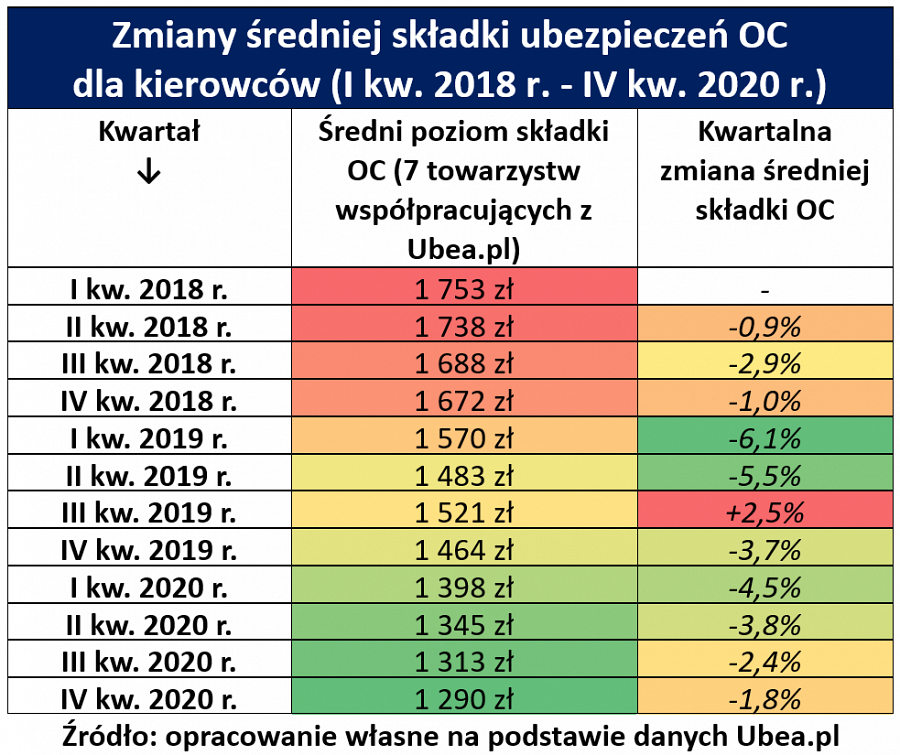 Zmiany średniej składki ubezpieczeń OC
dla kierowców (I kw. 2018 r. - IV kw. 2020 r.)
Kwartał
↓
Średni poziom składki
OC (7 towarzystw
współpracujących z
Ubea.pl)
Kwartalna
zmiana średniej
składki OC
I kw. 2018 r. 1 753 zł -
II kw. 2018 r. 1 738 zł -0,9%
III kw. 2018 r. 1 688 zł -2,9%
IV kw. 2018 r. 1 672 zł -1,0%
I kw. 2019 r. 1 570 zł -6,1%
II kw. 2019 r. 1 483 zł -5,5%
III kw. 2019 r. 1 521 zł +2,5%
IV kw. 2019 r. 1 464 zł -3,7%
I kw. 2020 r. 1 398 zł -4,5%
II kw. 2020 r. 1 345 zł -3,8%
III kw. 2020 r. 1 313 zł -2,4%
IV kw. 2020 r. 1 290 zł -1,8%
Źródło: opracowanie własne na podstawie danych Ubea.pl